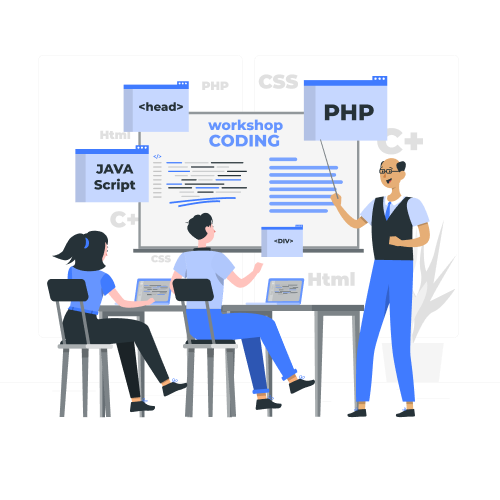 PHP
CSS
<head>
PHP
workshop
CODING
Html
C+
</>
JAVA
Script
C+
<DIV>
CSS
Html